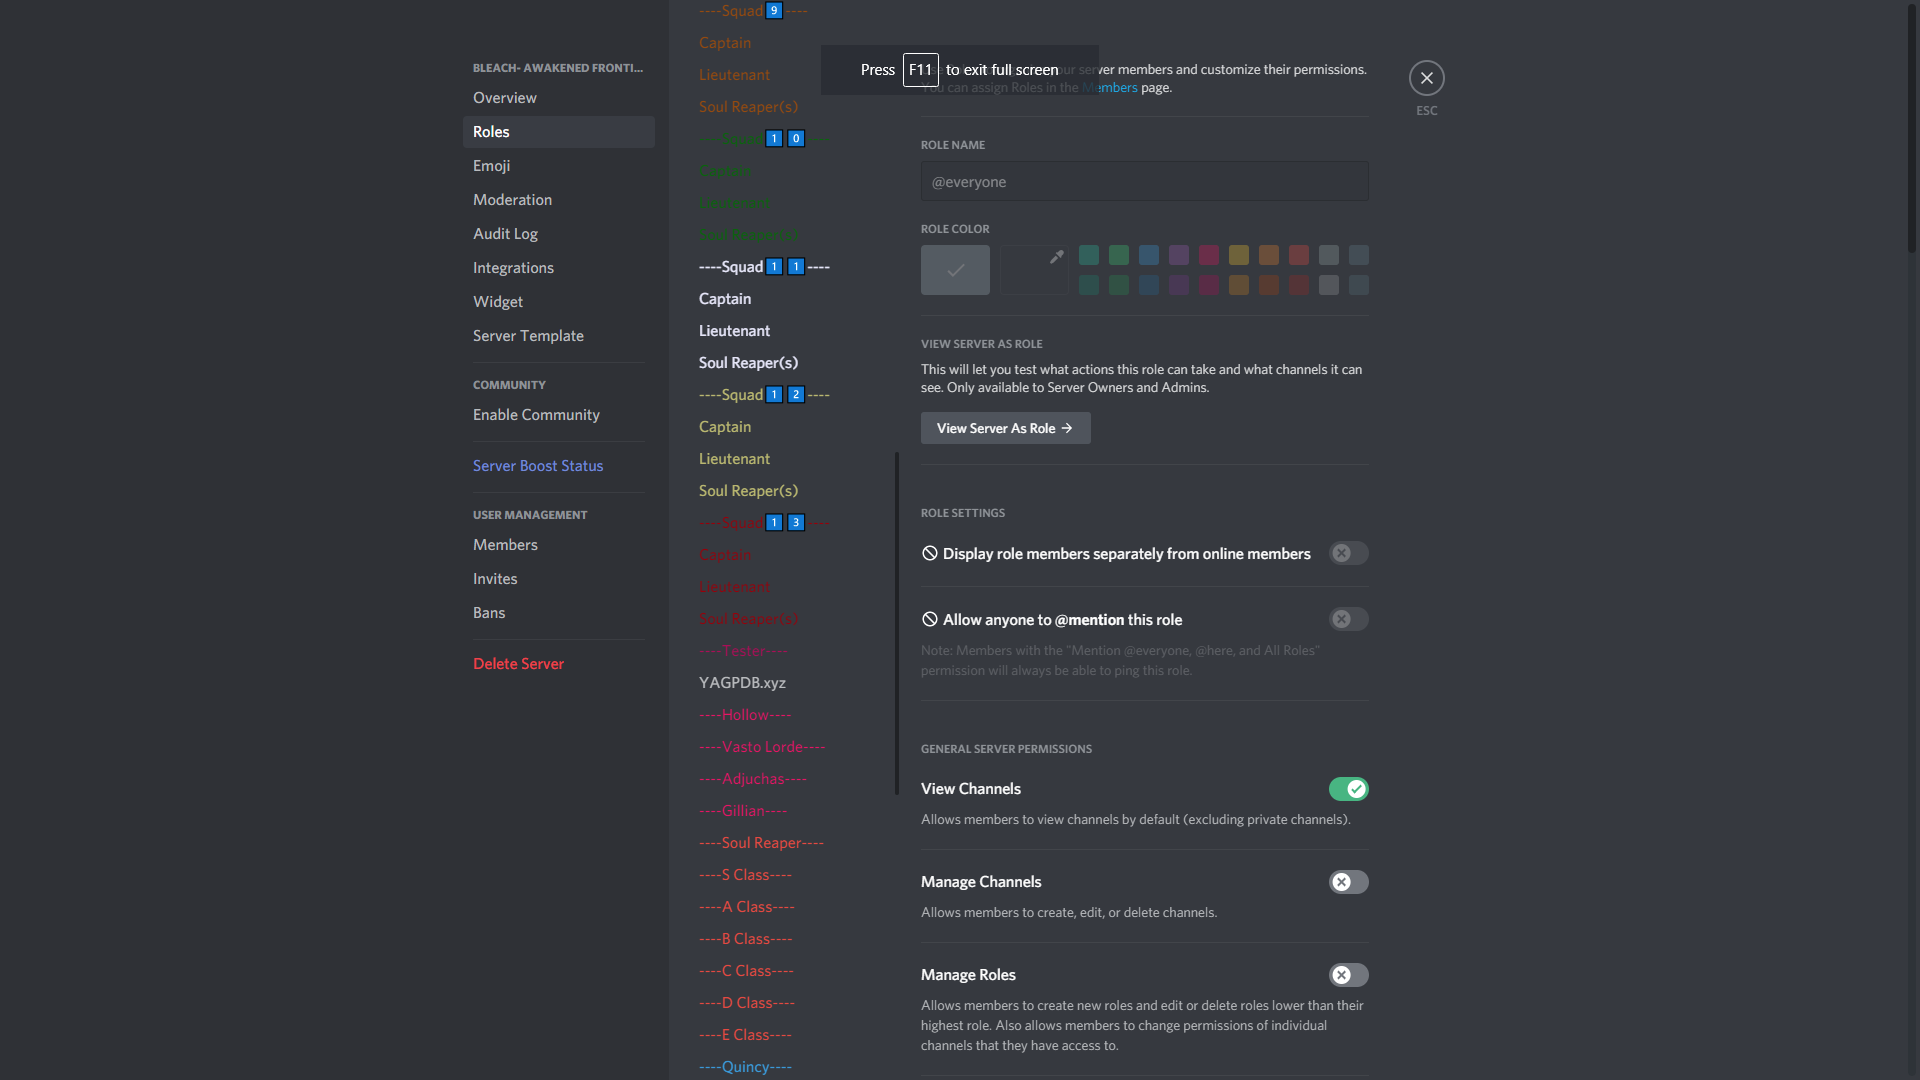 BLEACH- AWAKENED FRONTI...
Overview
Roles
Emoji
Moderation
Audit Log
Integrations
Widget
Server Template
COMMUNITY
Enable Community
Server Boost Status
USER MANAGEMENT
Members
Invites
Bans
Delete Server
----Squad 9 ----
Captain
Lieutenant
Soul Reaper(s)
----Squad 1 0 ----
Captain
Lieutenant
Soul Reaper(s)
----Squad 1 1 ----
Captain
Lieutenant
Soul Reaper(s)
----Squad 1 2 ----
Captain
Lieutenant
Soul Reaper(s)
----Squad 1 3 ----
Captain
Lieutenant
Soul Reaper(s)
----Tester----
YAGPDB.xyz
----Hollow----
----Vasto Lorde----
----Adjuchas----
----Gillian----
----Soul Reaper----
----S Class----
----A Class----
----B Class----
----C Class----
----D Class----
----E Class----
----Quincy----
Press F11 to exit full screen
your server members and customize their permissions.
You can assign Roles in the Members page.
ROLE NAME
@everyone
ROLE COLOR
VIEW SERVER AS ROLE
This will let you test what actions this role can take and what channels it can
see. Only available to Server Owners and Admins.
View Server As Role →
ROLE SETTINGS
Display role members separately from online members
Allow anyone to @mention this role
Note: Members with the "Mention @everyone, @here, and All Roles"
permission will always be able to ping this role.
GENERAL SERVER PERMISSIONS
View Channels
Allows members to view channels by default (excluding private channels).
Manage Channels
Allows members to create, edit, or delete channels.
Manage Roles
Allows members to create new roles and edit or delete roles lower than their
highest role. Also allows members to change permissions of individual
channels that they have access to.
ESC